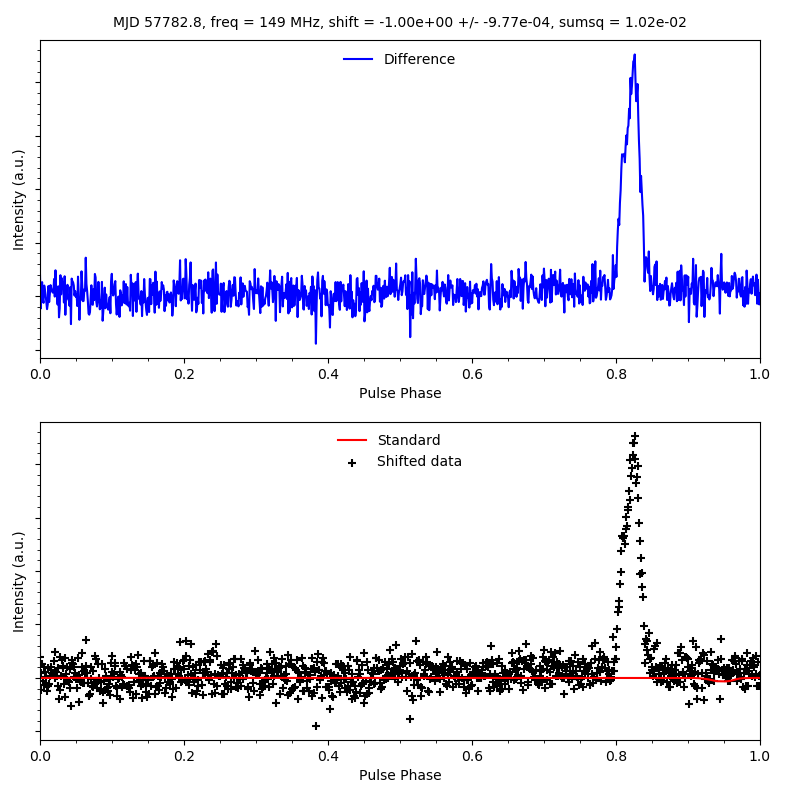 MJD 57782.8, freq = 149 MHz, shift = -1.00e+00 +/- -9.77e-04, sumsq = 1.02e-02
Difference
Intensity (a.u.)
0.0 0.2 0.4 0.6 0.8 1.0
Pulse Phase
Standard
Shifted data
Intensity (a.u.)
0.0 0.2 0.4 0.6 0.8 1.0
Pulse Phase